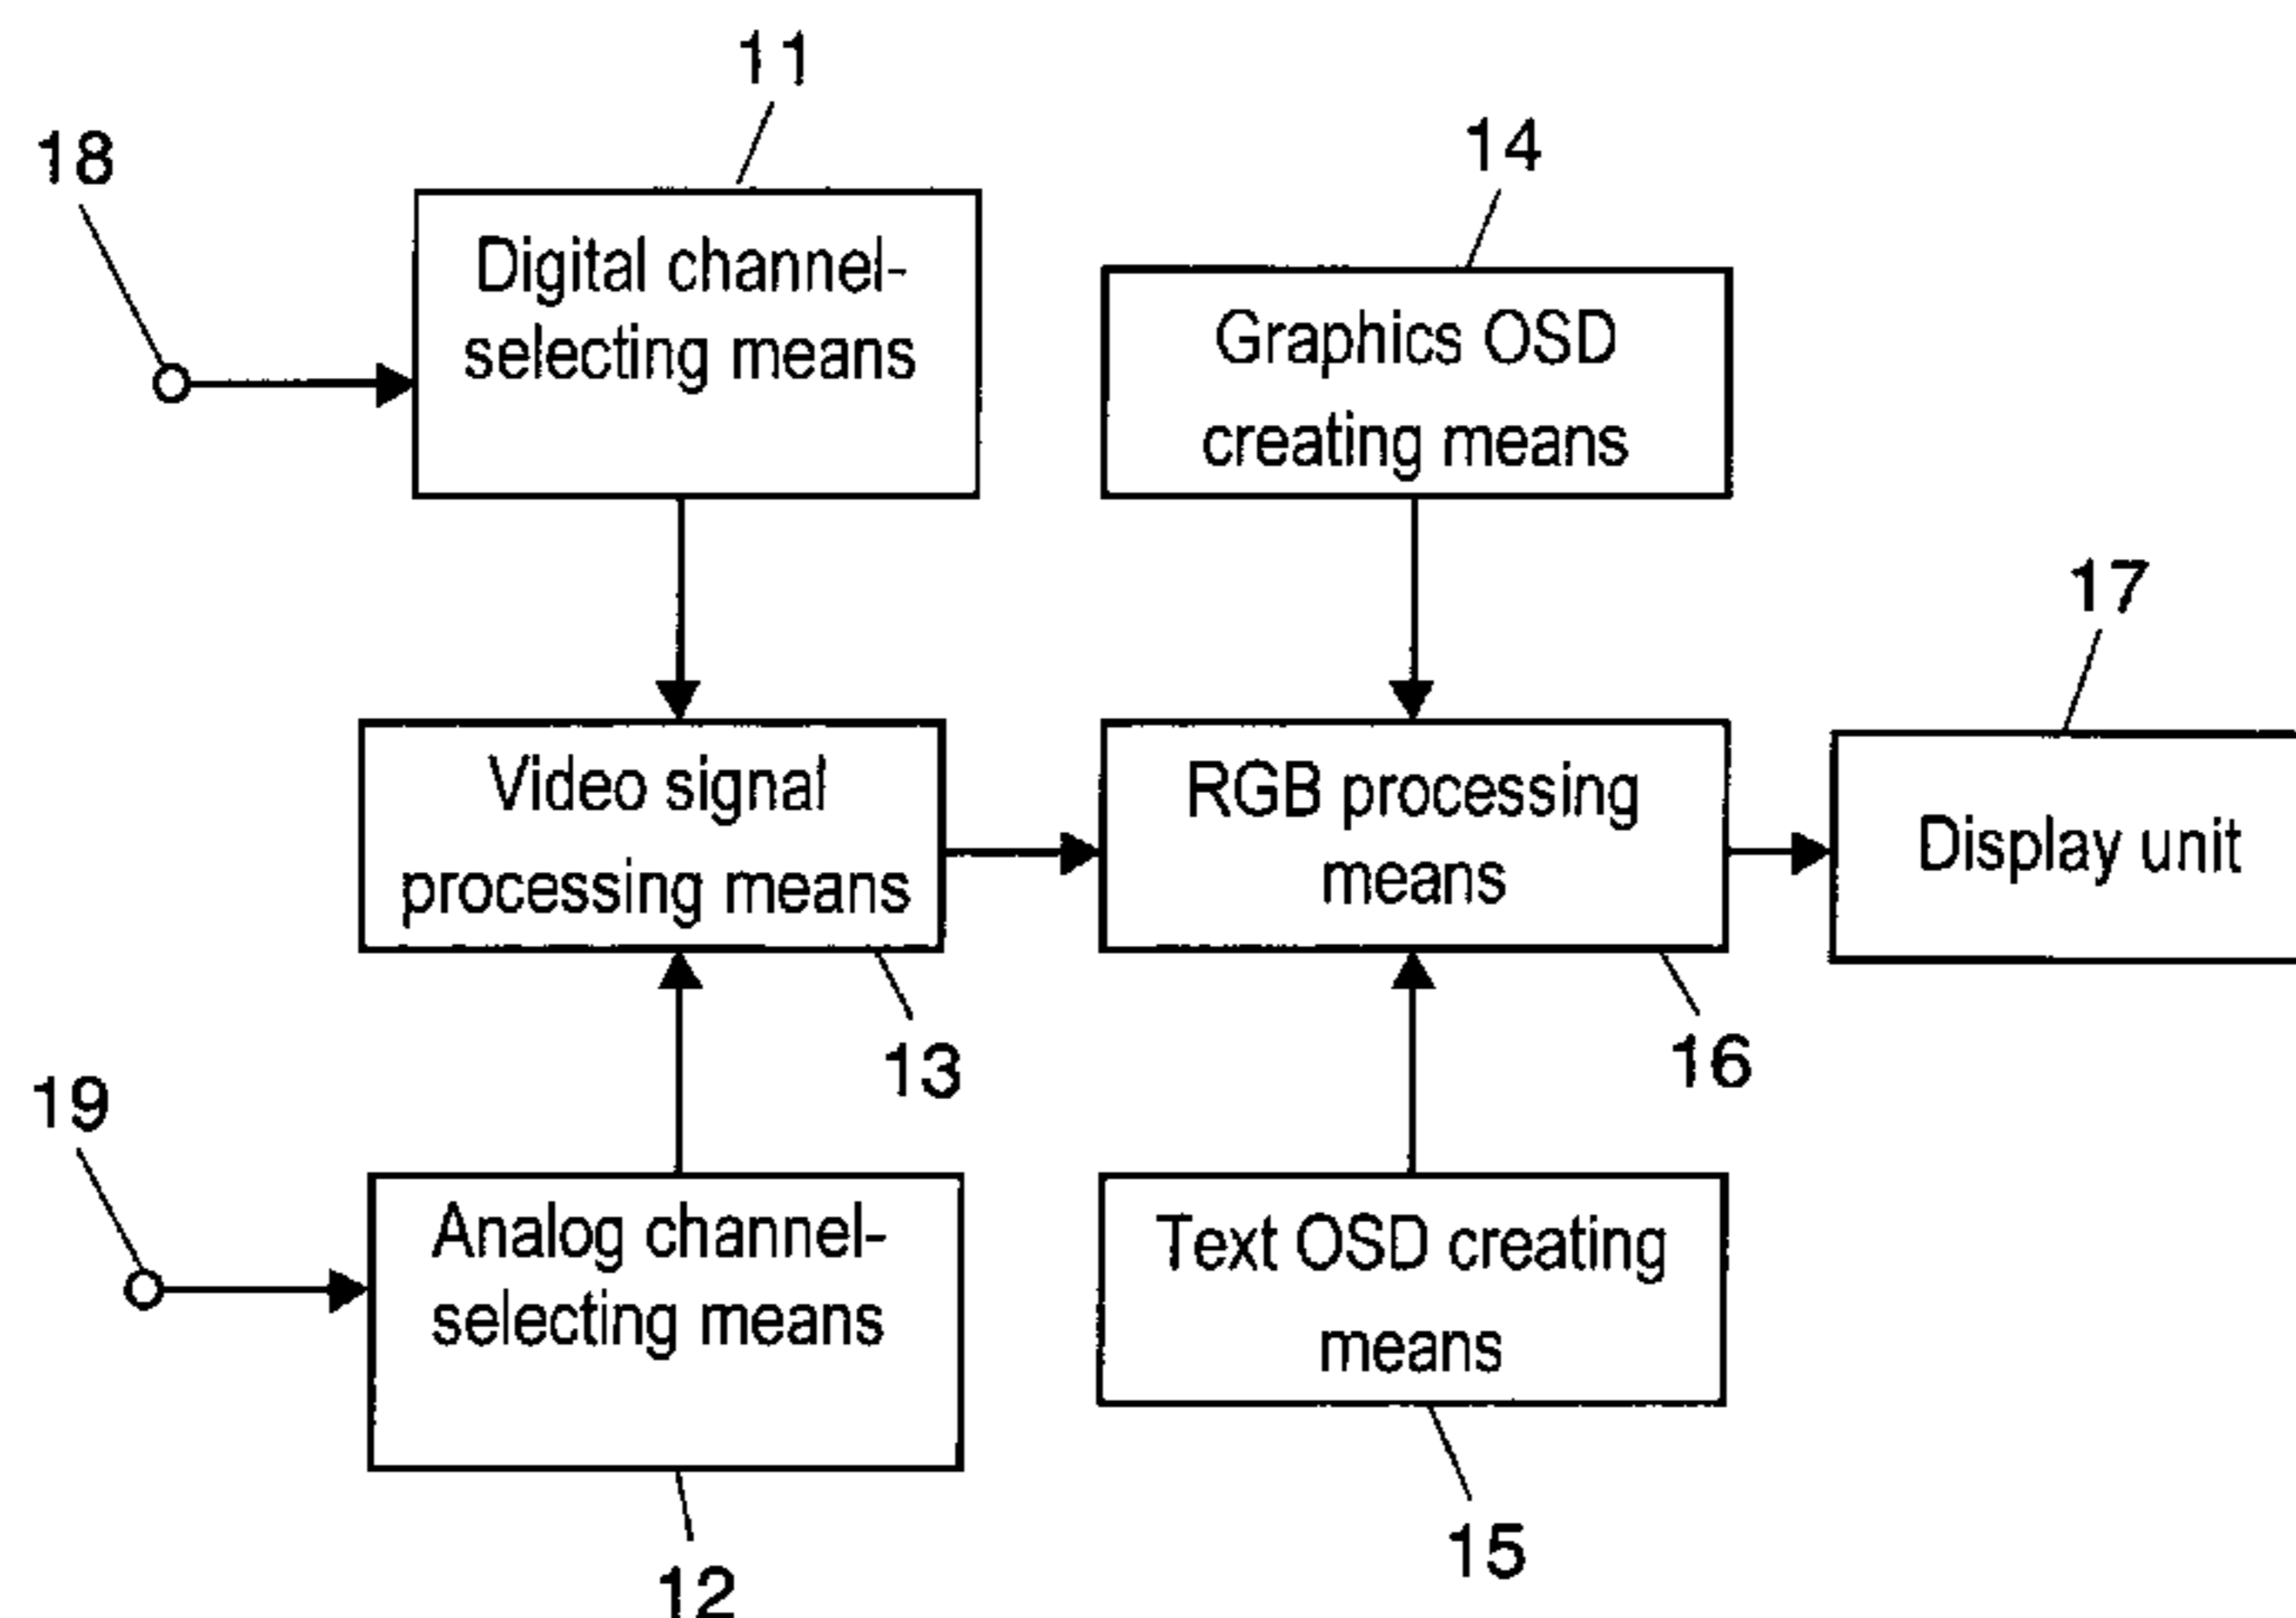 11
18
14
Digital channel-
selecting means
Graphics OSD
creating means
17
Video signal
processing means
RGB processing
means
Display unit
13
16
19
Analog channel-
selecting means
Text OSD creating
means
15
12